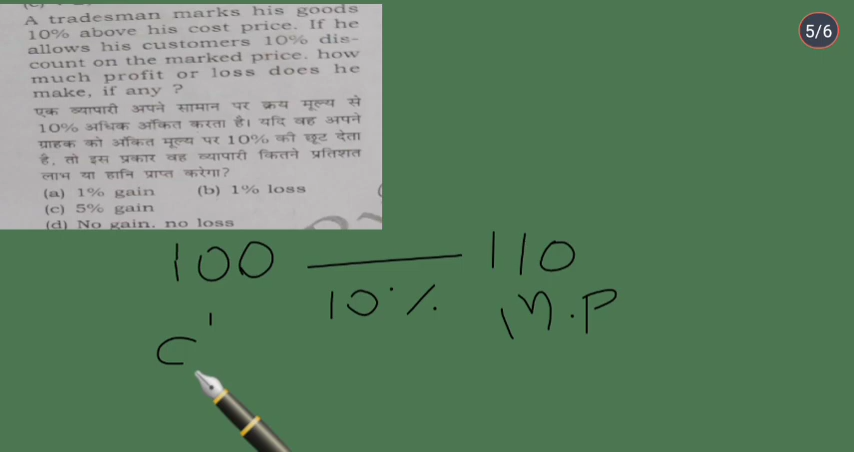 5/6
A tradesman marks his goods
10% above his cost price. If he
allows his customers 10% dis-
count on the marked price. how
much profit or loss does he
make, if any ?
एक व्यापारी अपने सामान पर क्रय मूल्य से
10% अधिक अंकित करता है। यदि वह अपने
ग्राहक को अंकित मूल्य पर 10% की छूट देता
है, तो इस प्रकार वह व्यापारी कितने प्रतिशत
लाभ या हानि प्राप्त करेगा?
(a) 1% gain (b) 1% loss
(c) 5% gain
(d) No gain. no loss
100 110
10% M.P
C